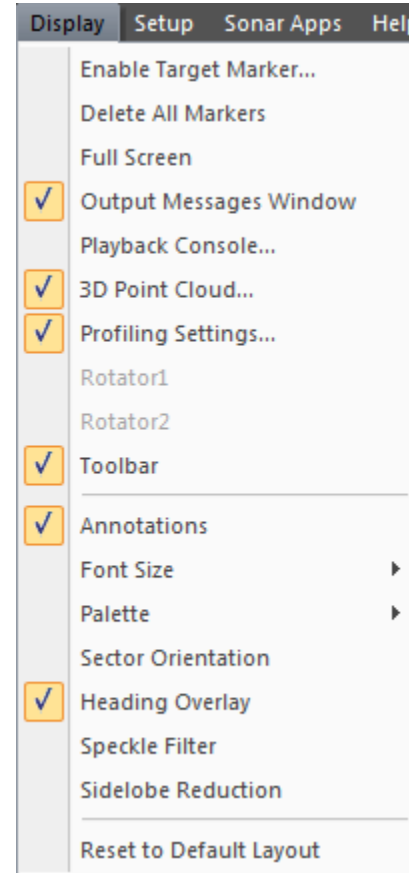 Display Setup Sonar Apps
Enable Target Marker...
Delete All Markers
Full Screen
Output Messages Window
Playback Console...
3D Point Cloud...
Profiling Settings...
Rotator1
Rotator2
Toolbar
Annotations
Font Size
Palette
Sector Orientation
Heading Overlay
Speckle Filter
Sidelobe Reduction
Reset to Default Layout